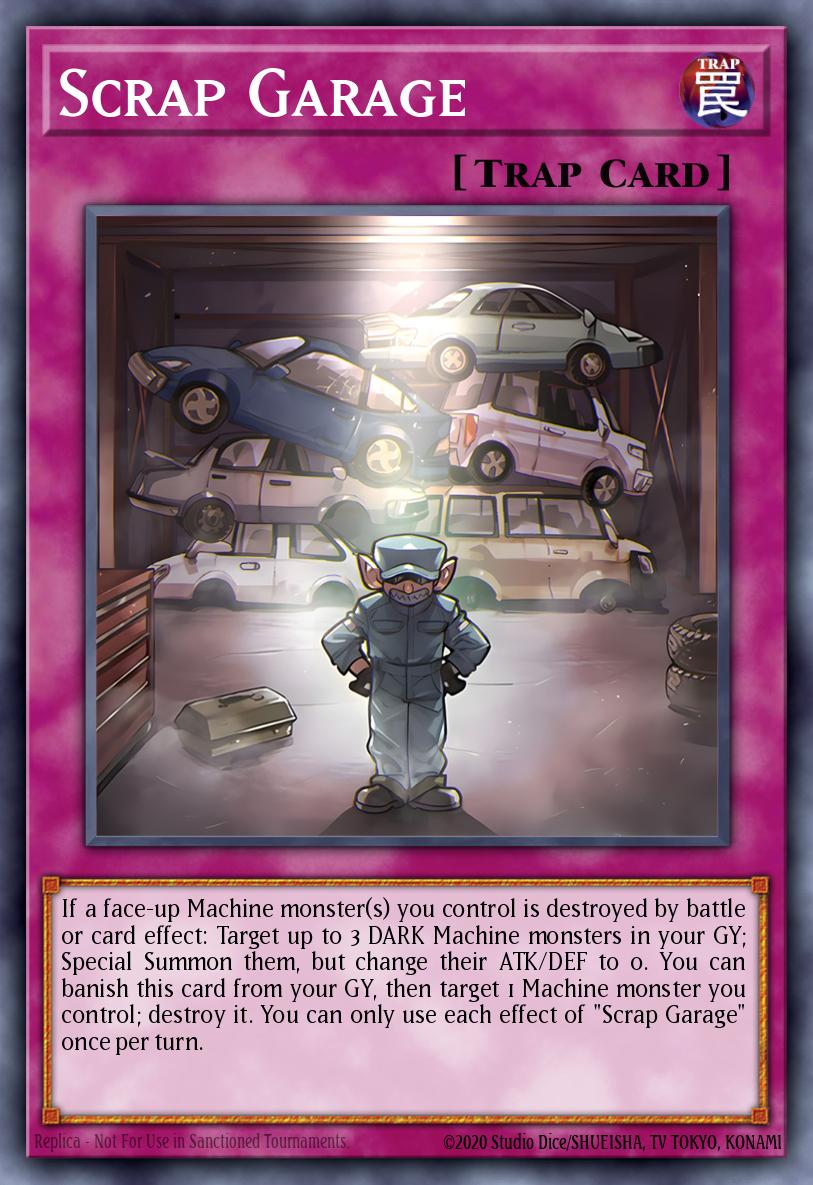 Scrap Garage
TRAP
罠
[Trap Card]
If a face-up Machine monster(s) you control is destroyed by battle
or card effect: Target up to 3 DARK Machine monsters in your GY;
Special Summon them, but change their ATK/DEF to 0. You can
banish this card from your GY, then target 1 Machine monster you
control; destroy it. You can only use each effect of "Scrap Garage"
once per turn.
Replica - Not For Use in Sanctioned Tournaments.
©2020 Studio Dice/SHUEISHA, TV TOKYO, KONAMI